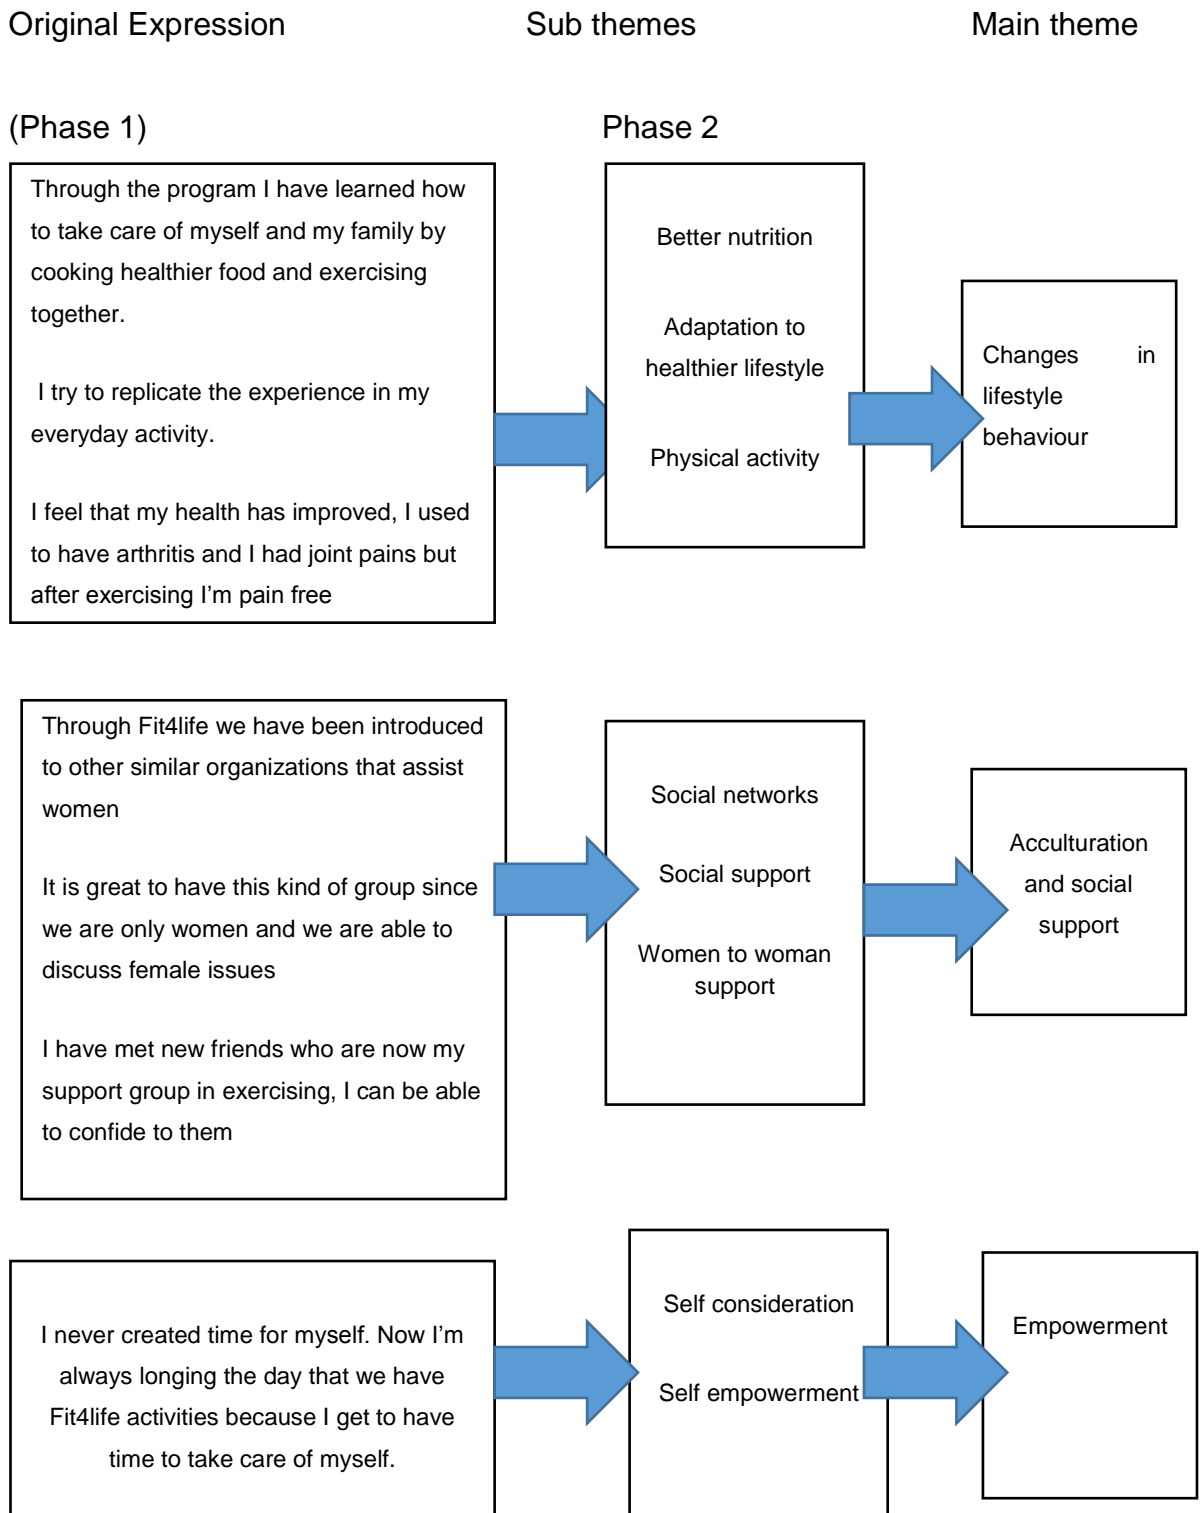 Original Expression
Sub themes
Main theme
(Phase 1)
Phase 2
Through the program I have learned how
to take care of myself and my family by
cooking healthier food and exercising
together.
I try to replicate the experience in my
everyday activity.
I feel that my health has improved, I used
to have arthritis and I had joint pains but
after exercising I'm pain free
Better nutrition
Adaptation to
healthier lifestyle
Physical activity
Changes in
lifestyle
behaviour
Through Fit4life we have been introduced
to other similar organizations that assist
women
It is great to have this kind of group since
we are only women and we are able to
discuss female issues
I have met new friends who are now my
support group in exercising, I can be able
to confide to them
Social networks
Social support
Women to woman
support
Acculturation
and social
support
I never created time for myself. Now I'm
always longing the day that we have
Fit4life activities because I get to have
time to take care of myself.
Self consideration
Self empowerment
Empowerment